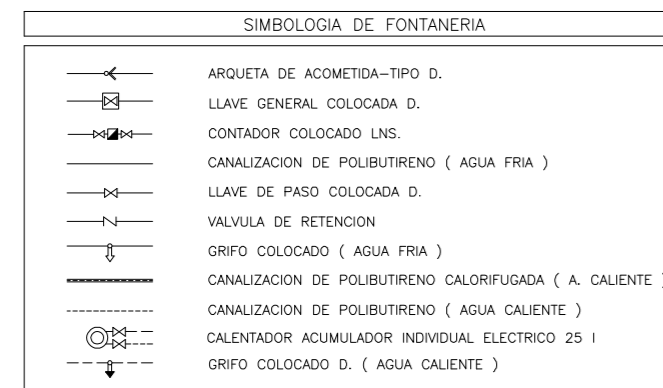 SIMBOLOGIA DE FONTANERIA
ARQUETA DE ACOMETIDA-TIPO D.
LLAVE GENERAL COLOCADA D.
CONTADOR COLOCADO LNS.
CANALIZACION DE POLIBUTIRENO ( AGUA FRIA )
LLAVE DE PASO COLOCADA D.
VALVULA DE RETENCION
GRIFO COLOCADO ( AGUA FRIA )
CANALIZACION DE POLIBUTIRENO CALORIFUGADA ( A. CALIENTE )
CANALIZACION DE POLIBUTIRENO ( AGUA CALIENTE )
CALENTADOR ACUMULADOR INDIVIDUAL ELECTRICO 25 l
GRIFO COLOCADO D. ( AGUA CALIENTE )